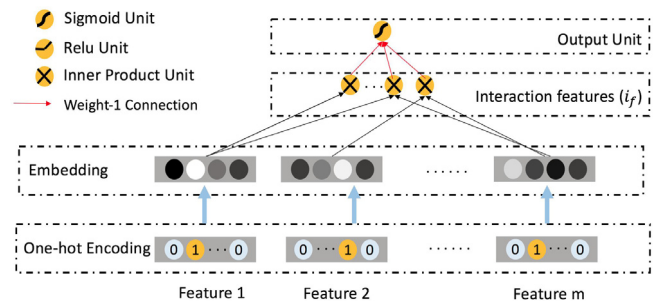 Sigmoid Unit
Relu Unit
Inner Product Unit
Weight-1 Connection
Output Unit
Interaction features (i_f)
Embedding
One-hot Encoding
0 1 ··· 0
0 ··· 1 0
0 1 ··· 0
Feature 1
Feature 2
Feature m